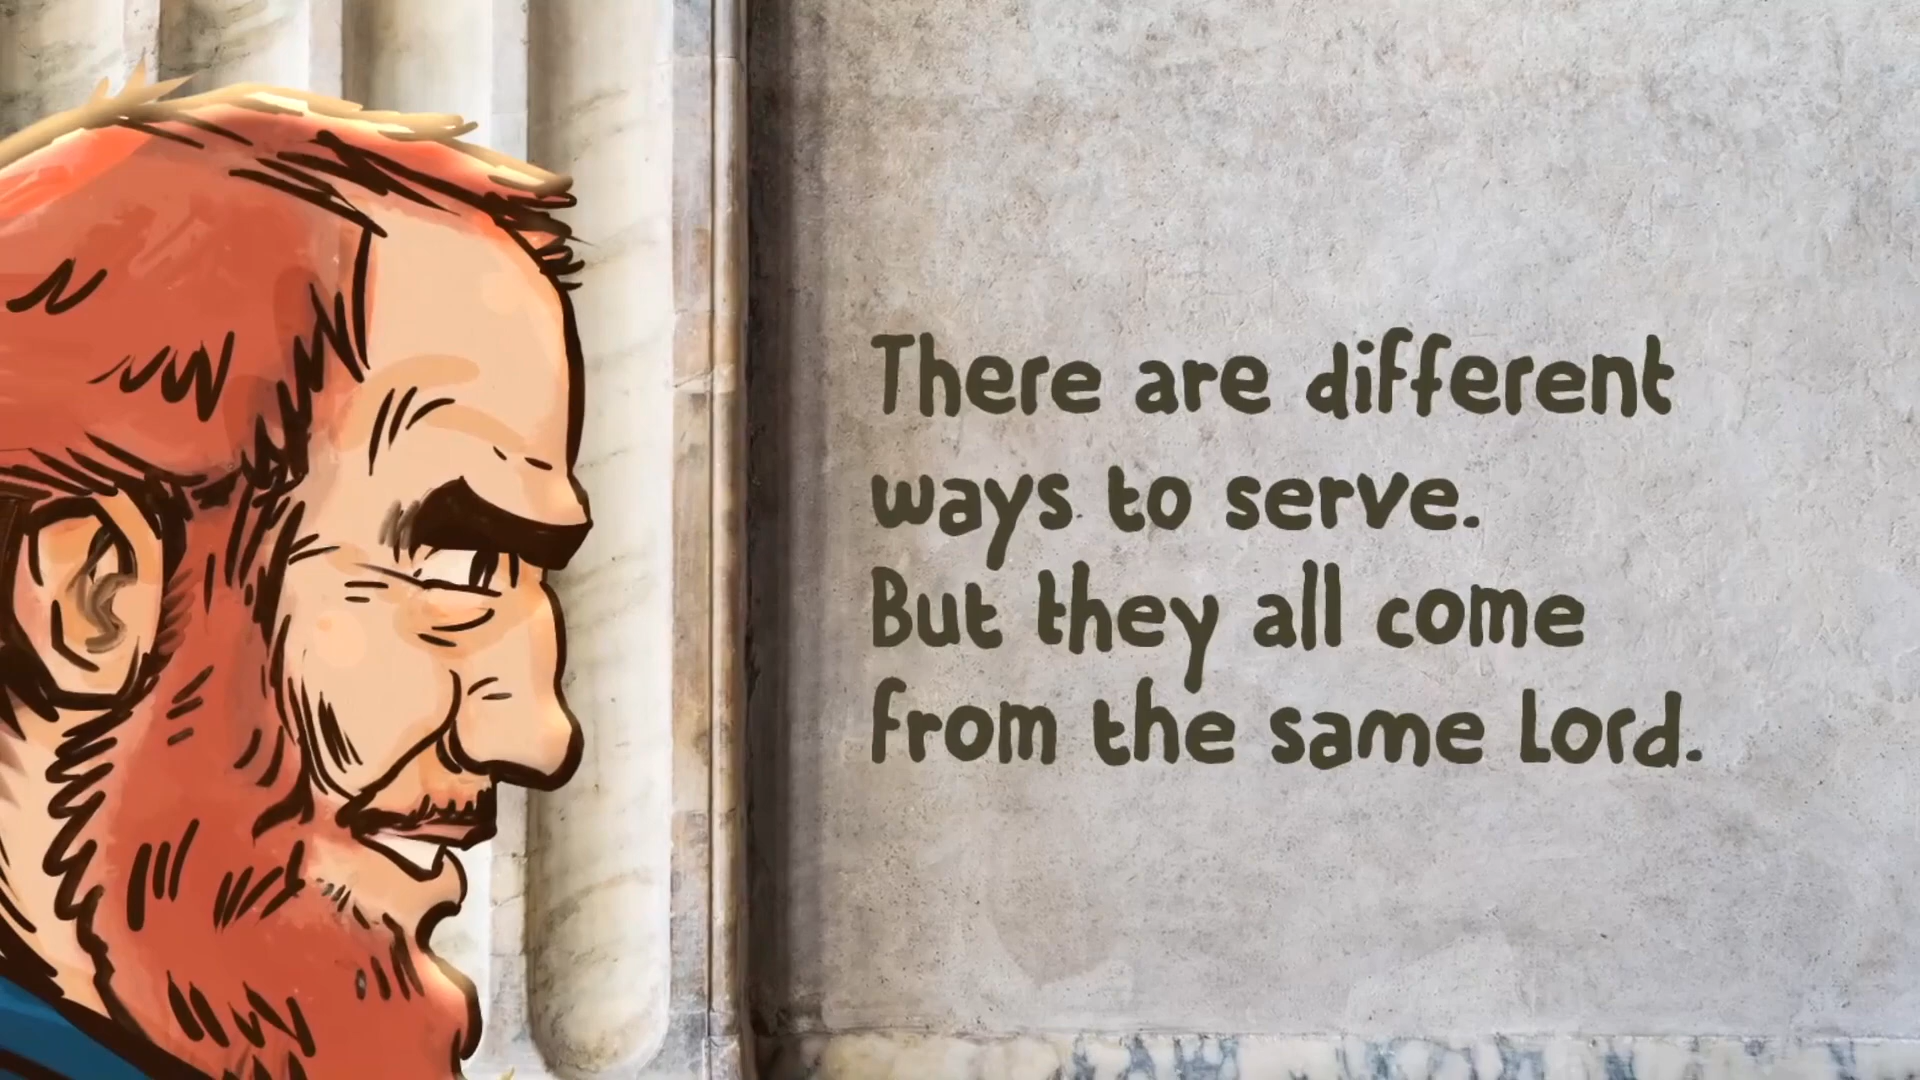 There are different
ways to serve.
But they all come
from the same Lord.